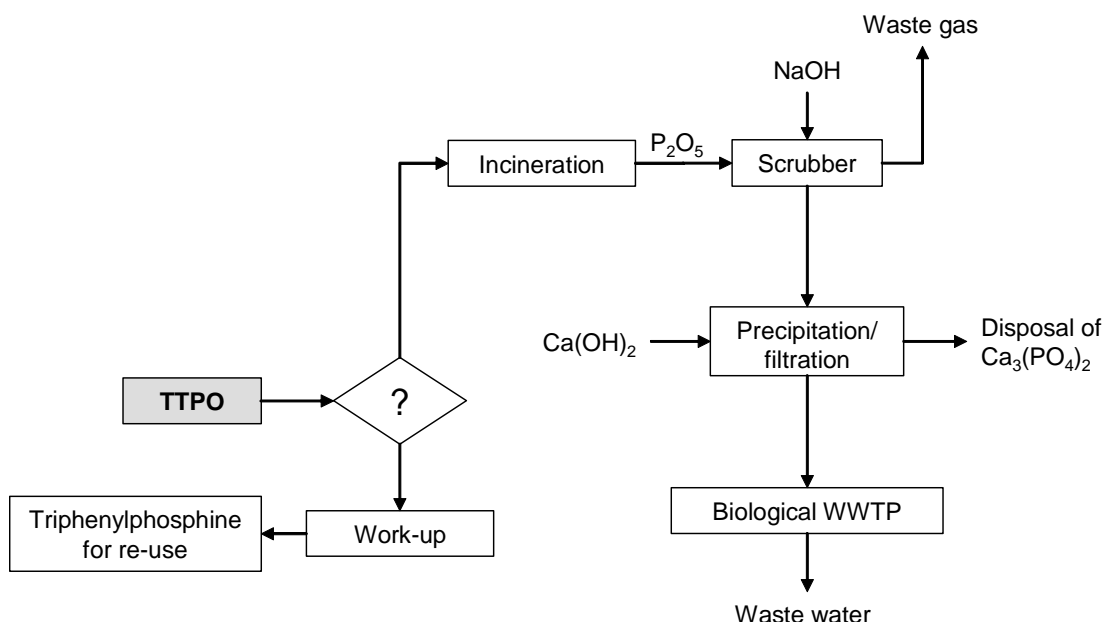 Waste gas
NaOH
Incineration
P₂O₅
Scrubber
Ca(OH)₂
Precipitation/
filtration
Disposal of
Ca₃(PO₄)₂
TTPO
?
Triphenylphosphine
for re-use
Work-up
Biological WWTP
Waste water